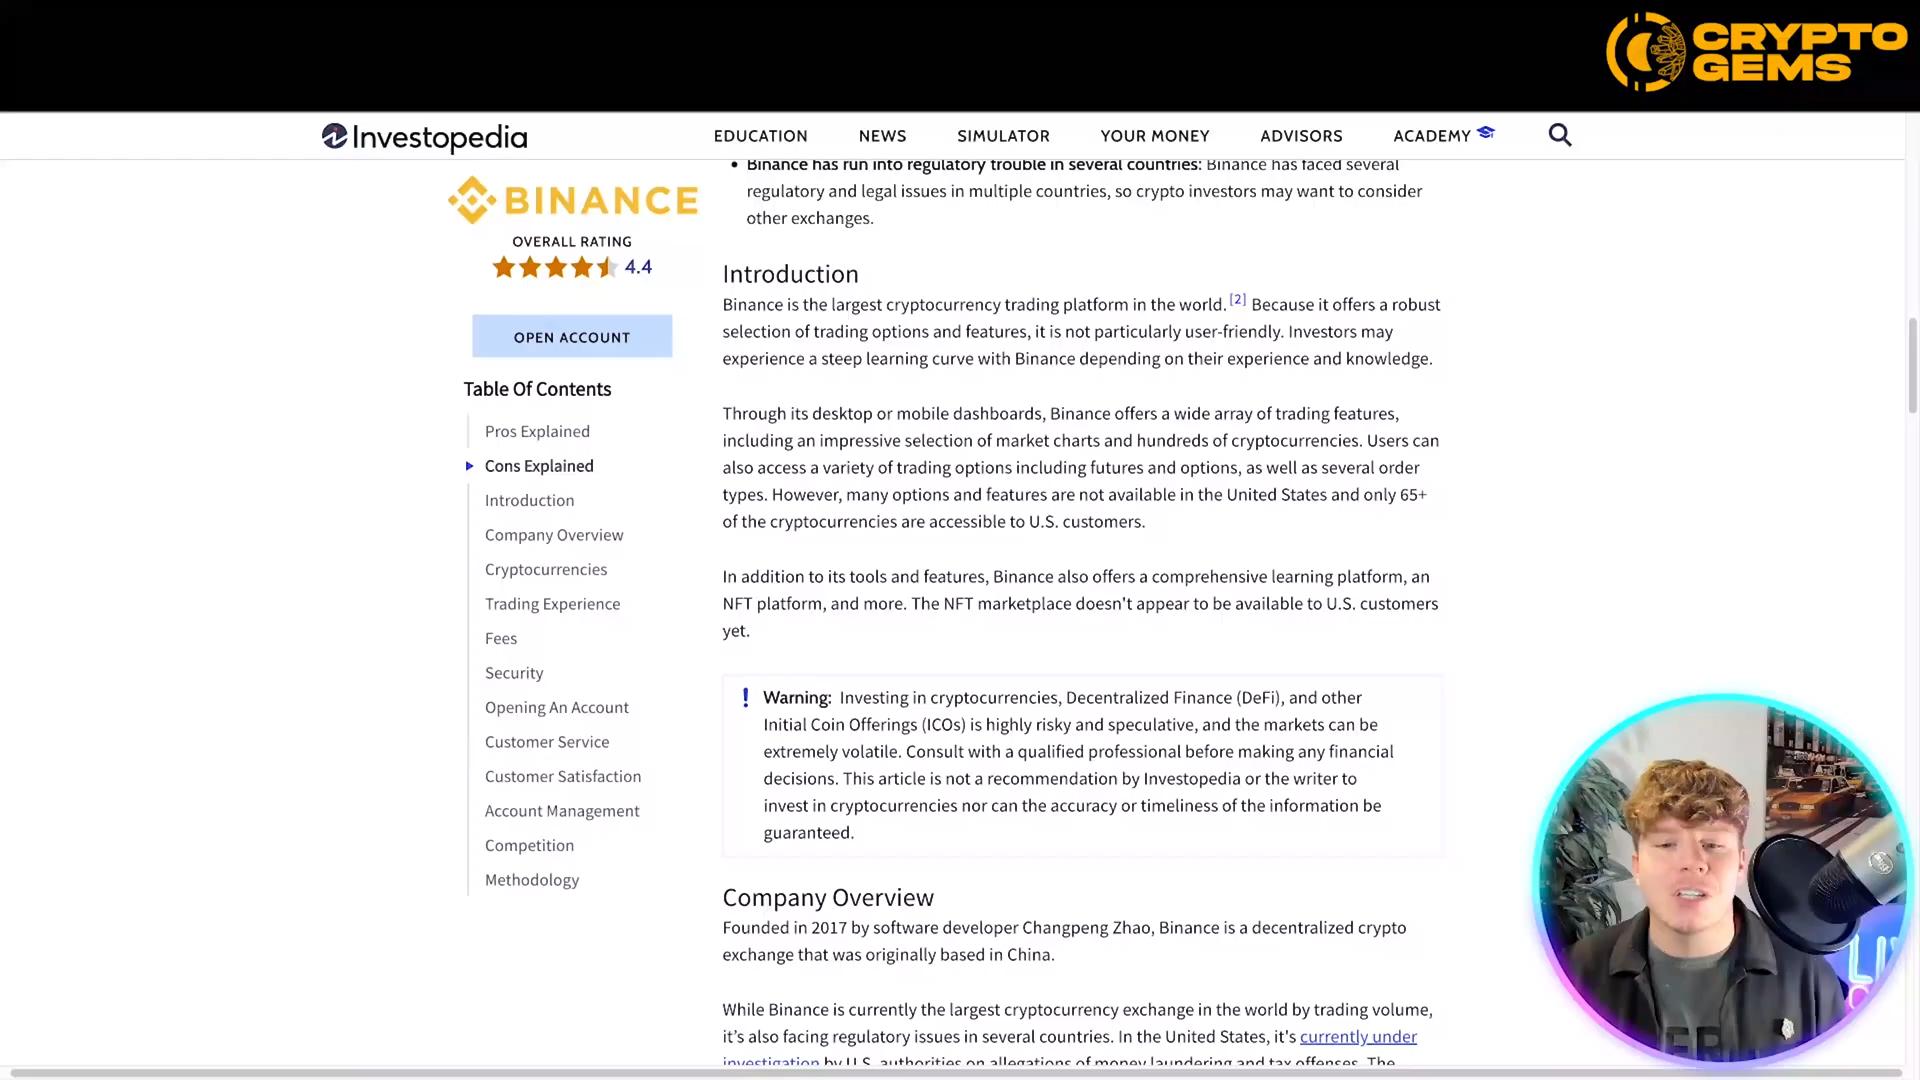 CRYPTO
GEMS
Investopedia
EDUCATION NEWS SIMULATOR YOUR MONEY ADVISORS ACADEMY
BINANCE
OVERALL RATING
4.4
OPEN ACCOUNT
Table Of Contents
Pros Explained
Cons Explained
Introduction
Company Overview
Cryptocurrencies
Trading Experience
Fees
Security
Opening An Account
Customer Service
Customer Satisfaction
Account Management
Competition
Methodology
• Binance has run into regulatory trouble in several countries: Binance has faced several
regulatory and legal issues in multiple countries, so crypto investors may want to consider
other exchanges.
Introduction
Binance is the largest cryptocurrency trading platform in the world. [2] Because it offers a robust
selection of trading options and features, it is not particularly user-friendly. Investors may
experience a steep learning curve with Binance depending on their experience and knowledge.
Through its desktop or mobile dashboards, Binance offers a wide array of trading features,
including an impressive selection of market charts and hundreds of cryptocurrencies. Users can
also access a variety of trading options including futures and options, as well as several order
types. However, many options and features are not available in the United States and only 65+
of the cryptocurrencies are accessible to U.S. customers.
In addition to its tools and features, Binance also offers a comprehensive learning platform, an
NFT platform, and more. The NFT marketplace doesn't appear to be available to U.S. customers
yet.
! Warning: Investing in cryptocurrencies, Decentralized Finance (DeFi), and other
Initial Coin Offerings (ICOs) is highly risky and speculative, and the markets can be
extremely volatile. Consult with a qualified professional before making any financial
decisions. This article is not a recommendation by Investopedia or the writer to
invest in cryptocurrencies nor can the accuracy or timeliness of the information be
guaranteed.
Company Overview
Founded in 2017 by software developer Changpeng Zhao, Binance is a decentralized crypto
exchange that was originally based in China.
While Binance is currently the largest cryptocurrency exchange in the world by trading volume,
it's also facing regulatory issues in several countries. In the United States, it's currently under
investigation by U.S. authorities on allegations of money laundering and tax offenses. The